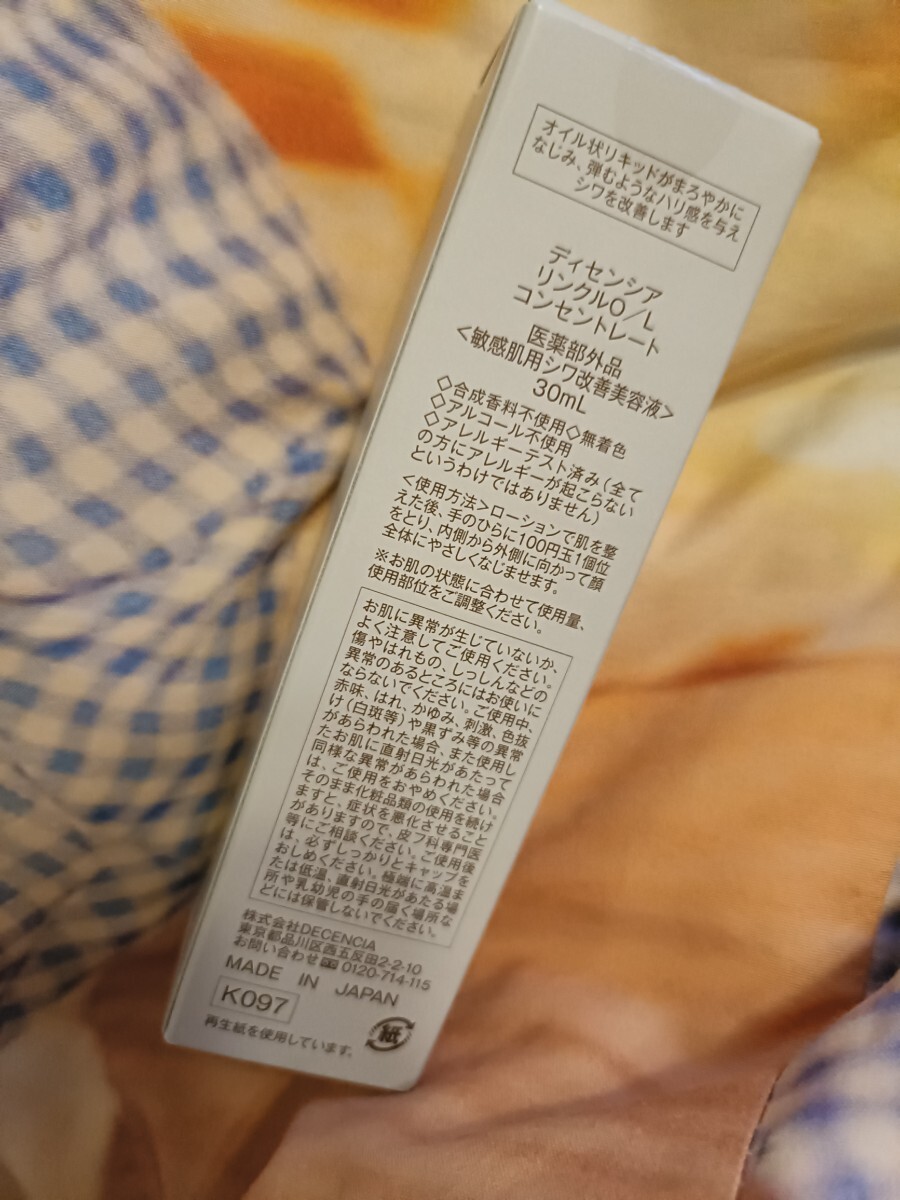 オイル状リキッドがまろやかに
なじみ、弾むようなハリ感を与え
シワを改善します
ディセンシア
リンクルO/L
コンセントレート
医薬部外品
<敏感肌用シワ改善美容液>
30mL
◇合成香料不使用◇無着色
◇アルコール不使用
◇アレルギーテスト済み(全て
の方にアレルギーが起こらない
というわけではありません)
<使用方法>ローションで肌を整
えた後、手のひらに100円玉1個位
をとり、内側から外側に向かって顔
全体にやさしくなじませます。
※お肌の状態に合わせて使用量、
使用部位をご調整ください。
お肌に異常が生じていないか、
よく注意してご使用ください。
傷やはれもの、しっしんなどの
異常のあるところにはお使いに
ならないでください。ご使用中、
赤味、はれ、かゆみ、刺激、色抜
け(白斑等)や黒ずみ等の異常
があらわれた場合、また使用し
たお肌に直射日光があたって
同様な異常があらわれた場合
は、ご使用をおやめください。
そのまま化粧品類の使用を続け
ますと、症状を悪化させること
がありますので、皮フ科専門医
等にご相談ください。ご使用後
は、必ずしっかりとキャップを
おしめください。極端に高温ま
たは低温、直射日光があたる場
所や乳幼児の手の届く場所な
どには保管しないでください。
株式会社DECENCIA
東京都品川区西五反田2-2-10
お問い合わせ 0120-714-115
MADE IN JAPAN
K097
紙
再生紙を使用しています。